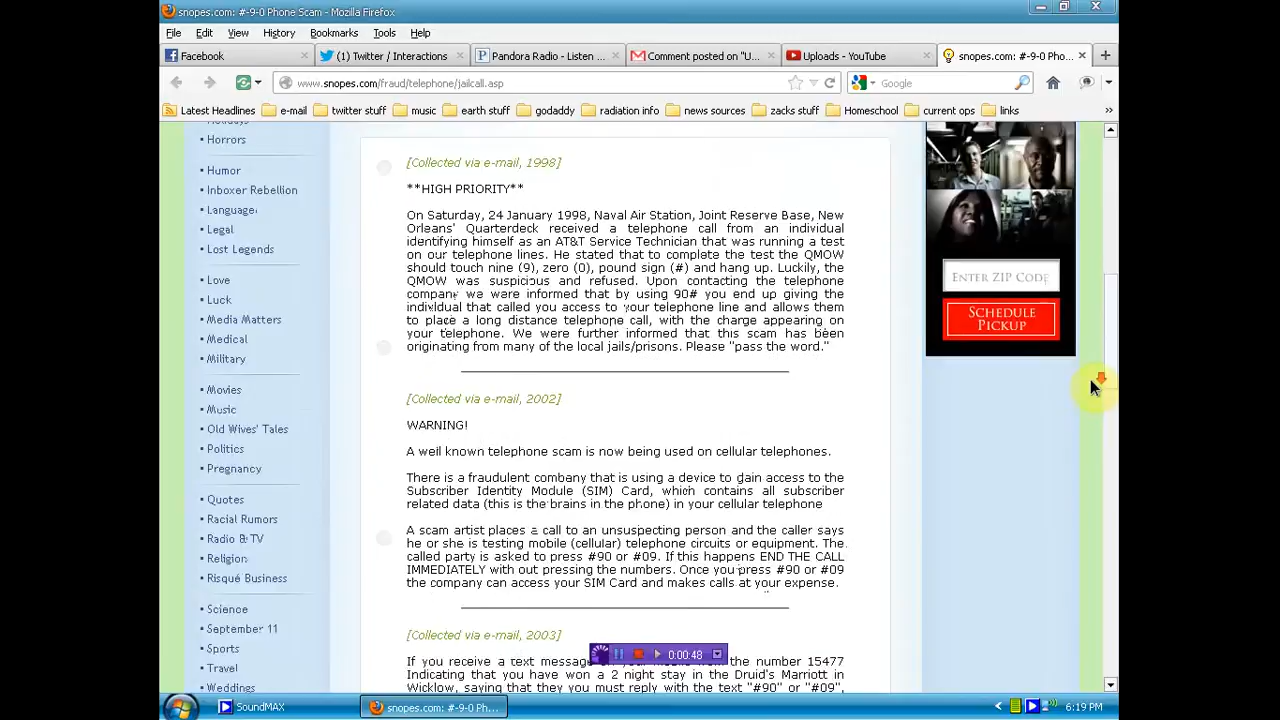 snopes.com: #-9-0 Phone Scam - Mozilla Firefox
File Edit View History Bookmarks Tools Help
Facebook (1) Twitter / Interactions Pandora Radio - Listen ... Comment posted on "U... Uploads - YouTube snopes.com: #-9-0 Pho...
www.snopes.com/fraud/telephone/jailcall.asp Google
Latest Headlines e-mail twitter stuff music earth stuff godaddy radiation info news sources zacks stuff Homeschool current ops links
Horrors
Humor
Inboxer Rebellion
Language
Legal
Lost Legends
Love
Luck
Media Matters
Medical
Military
Movies
Music
Old Wives' Tales
Politics
Pregnancy
Quotes
Racial Rumors
Radio & TV
Religion
Risqué Business
Science
September 11
Sports
Travel
Weddings
[Collected via e-mail, 1998]
**HIGH PRIORITY**
On Saturday, 24 January 1998, Naval Air Station, Joint Reserve Base, New
Orleans' Quarterdeck received a telephone call from an individual
identifying himself as an AT&T Service Technician that was running a test
on our telephone lines. He stated that to complete the test the QMOW
should touch nine (9), zero (0), pound sign (#) and hang up. Luckily, the
QMOW was suspicious and refused. Upon contacting the telephone
company we were informed that by using 90# you end up giving the
individual that called you access to your telephone line and allows them
to place a long distance telephone call, with the charge appearing on
your telephone. We were further informed that this scam has been
originating from many of the local jails/prisons. Please "pass the word."
[Collected via e-mail, 2002]
WARNING!
A well known telephone scam is now being used on cellular telephones.
There is a fraudulent company that is using a device to gain access to the
Subscriber Identity Module (SIM) Card, which contains all subscriber
related data (this is the brains in the phone) in your cellular telephone
A scam artist places a call to an unsuspecting person and the caller says
he or she is testing mobile (cellular) telephone circuits or equipment. The
called party is asked to press #90 or #09. If this happens END THE CALL
IMMEDIATELY with out pressing the numbers. Once you press #90 or #09
the company can access your SIM Card and makes calls at your expense.
[Collected via e-mail, 2003]
If you receive a text message the number 15477
Indicating that you have won a 2 night stay in the Druid's Marriott in
Wicklow, saying that they you must reply with the text "#90" or "#09"
ENTER ZIP CODE
SCHEDULE
PICKUP
0:00:48
SoundMAX snopes.com: #-9-0 Ph... 6:19 PM